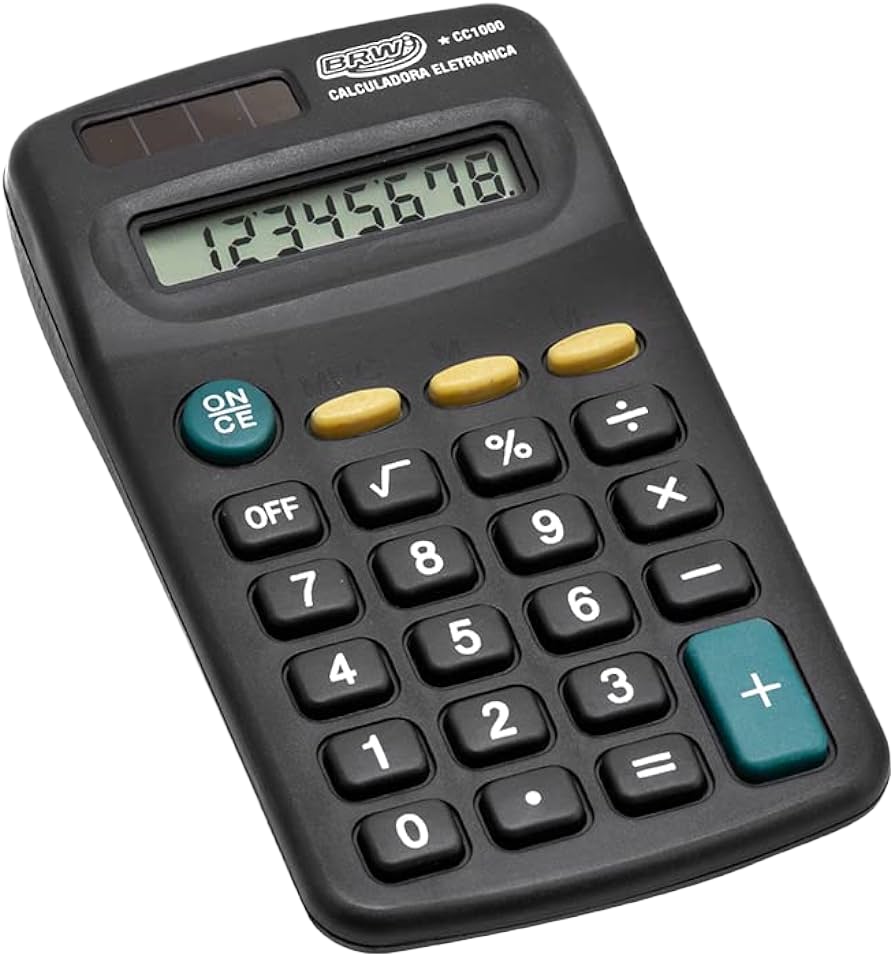 BRW ★ CC1000
CALCULADORA ELETRÔNICA
12345678.
ON
CE
OFF √ % ÷
7 8 9 ×
4 5 6 −
1 2 3 +
0 . =